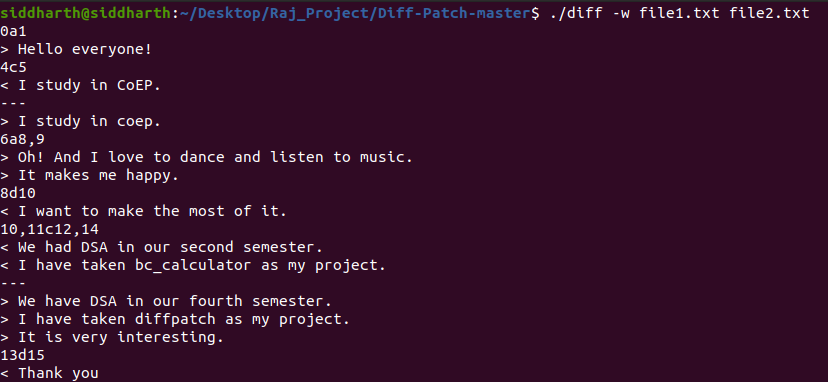 siddharth@siddharth:~/Desktop/Raj_Project/Diff-Patch-master$ ./diff -w file1.txt file2.txt
0a1
> Hello everyone!
4c5
< I study in CoEP.
---
> I study in coep.
6a8,9
> Oh! And I love to dance and listen to music.
> It makes me happy.
8d10
< I want to make the most of it.
10,11c12,14
< We had DSA in our second semester.
< I have taken bc_calculator as my project.
---
> We have DSA in our fourth semester.
> I have taken diffpatch as my project.
> It is very interesting.
13d15
< Thank you